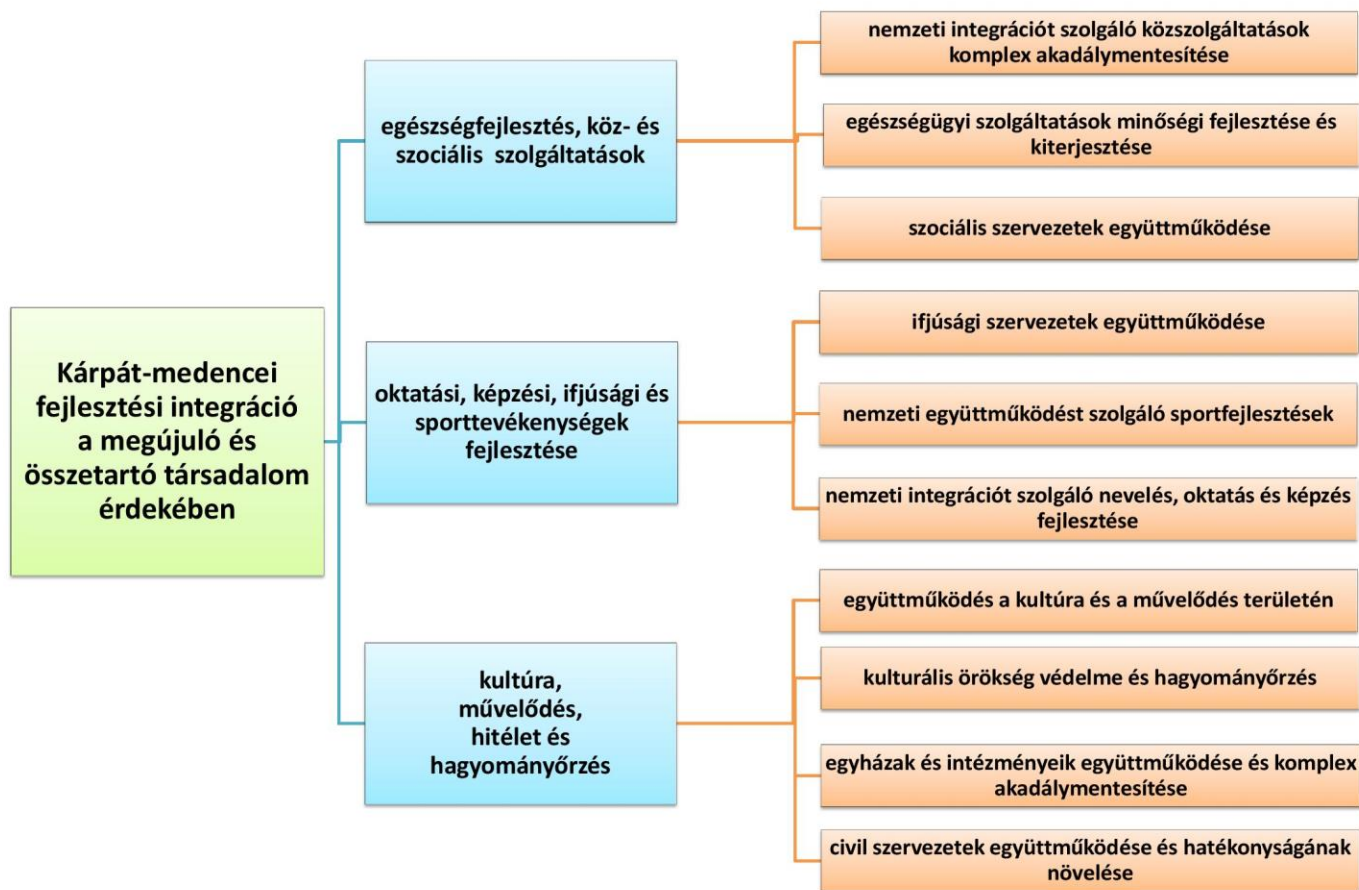 Kárpát-medencei
fejlesztési integráció
a megújuló és
összetartó társadalom
érdekében
egészségfejlesztés, köz- és
szociális szolgáltatások
nemzeti integrációt szolgáló közszolgáltatások
komplex akadálymentesítése
egészségügyi szolgáltatások minőségi fejlesztése és
kiterjesztése
szociális szervezetek együttműködése
oktatási, képzési, ifjúsági és
sporttevékenységek
fejlesztése
ifjúsági szervezetek együttműködése
nemzeti együttműködést szolgáló sportfejlesztések
nemzeti integrációt szolgáló nevelés, oktatás és képzés
fejlesztése
kultúra,
művelődés,
hitélet és
hagyományőrzés
együttműködés a kultúra és a művelődés területén
kulturális örökség védelme és hagyományőrzés
egyházak és intézményeik együttműködése és komplex
akadálymentesítése
civil szervezetek együttműködése és hatékonyságának
növelése